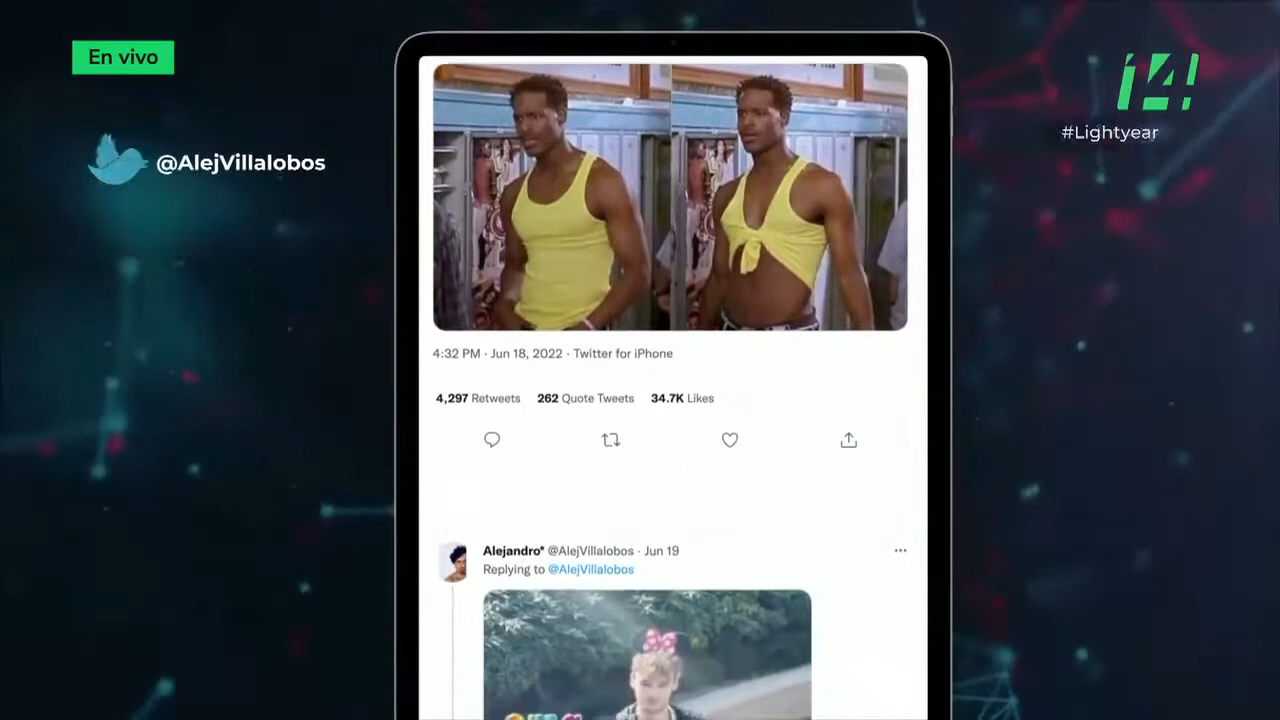 En vivo
@AlejVillalobos
14!
#Lightyear
4:32 PM · Jun 18, 2022 · Twitter for iPhone
4,297 Retweets 262 Quote Tweets 34.7K Likes
Alejandro* @AlejVillalobos · Jun 19
Replying to @AlejVillalobos